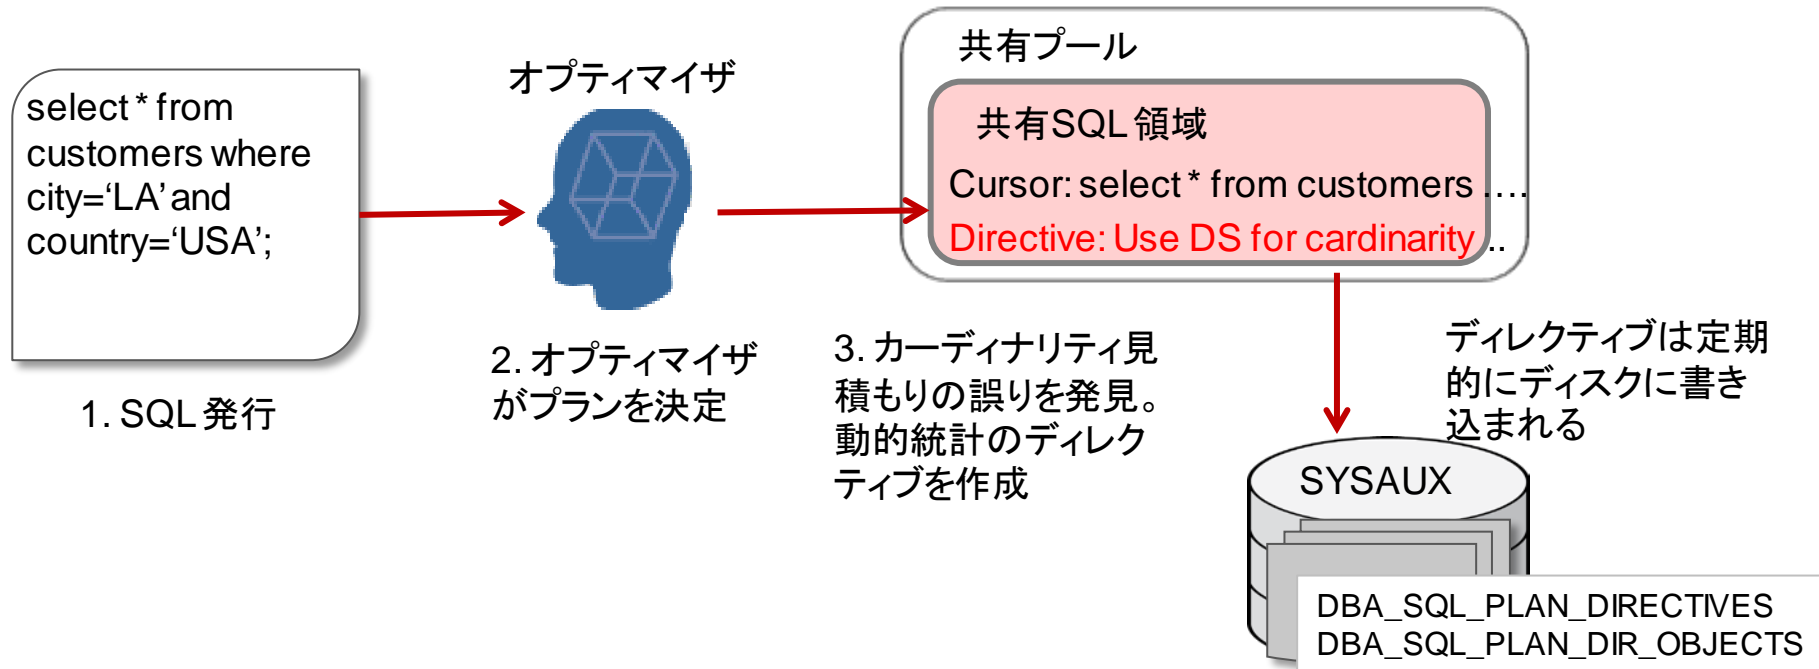 select * from
customers where
city=‘LA’ and
country=‘USA’;
1. SQL 発行
オプティマイザ
2. オプティマイザ
がプランを決定
共有プール
共有SQL 領域
Cursor: select * from customers ….
Directive: Use DS for cardinarity ..
3. カーディナリティ見
積もりの誤りを発見。
動的統計のディレク
ティブを作成
ディレクティブは定期
的にディスクに書き
込まれる
SYSAUX
DBA_SQL_PLAN_DIRECTIVES
DBA_SQL_PLAN_DIR_OBJECTS